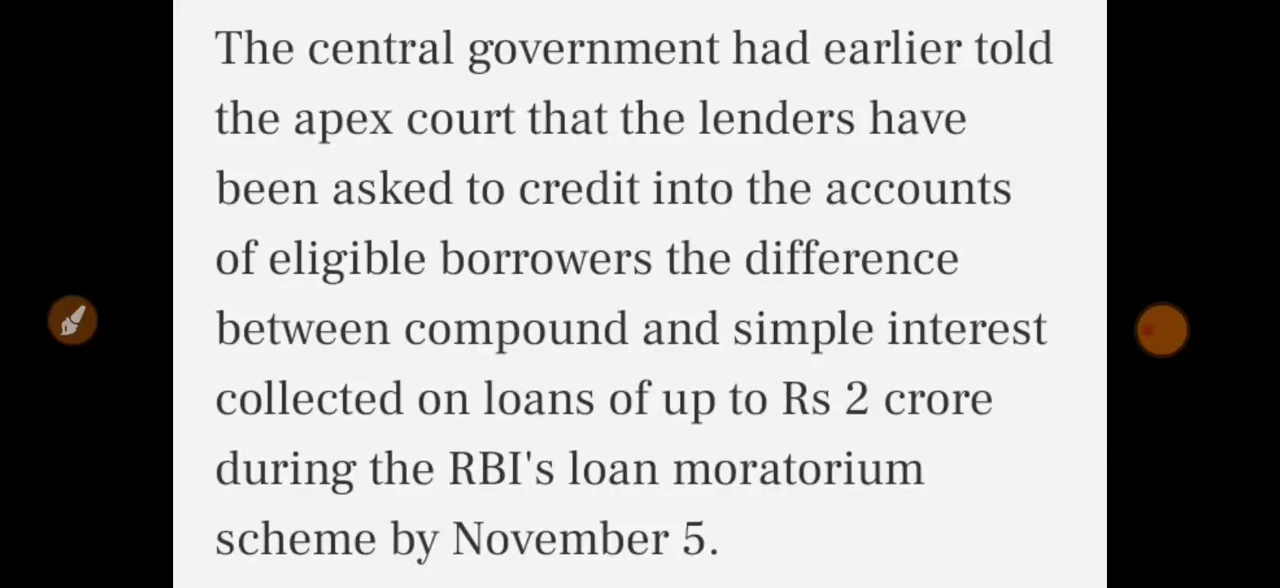 The central government had earlier told
the apex court that the lenders have
been asked to credit into the accounts
of eligible borrowers the difference
between compound and simple interest
collected on loans of up to Rs 2 crore
during the RBI's loan moratorium
scheme by November 5.